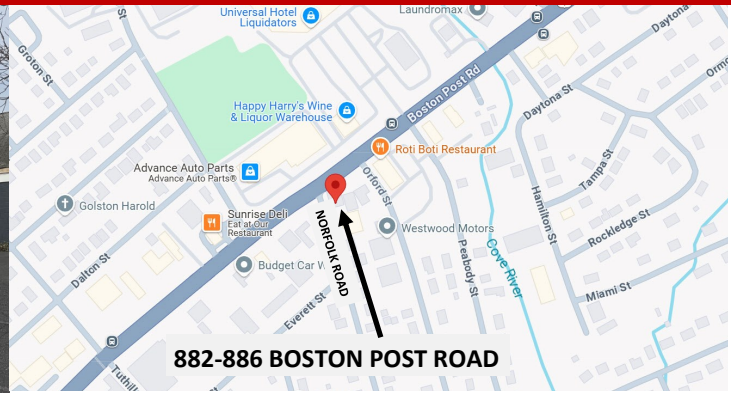 Universal Hotel
Liquidators
Laundromax
Groton St
Daytona
Boston Post Rd
Happy Harry's Wine
& Liquor Warehouse
Daytona St
Roti Boti Restaurant
Advance Auto Parts
Advance Auto Parts®
Orford St
Tampa St
Golston Harold
Sunrise Deli
Eat at Our
Restaurant
NORFOLK ROAD
Westwood Motors
Hamilton St
Rockledge St
Dalton St
Budget Car
Peabody St
Cove River
Miami St
Everett St
882-886 BOSTON POST ROAD